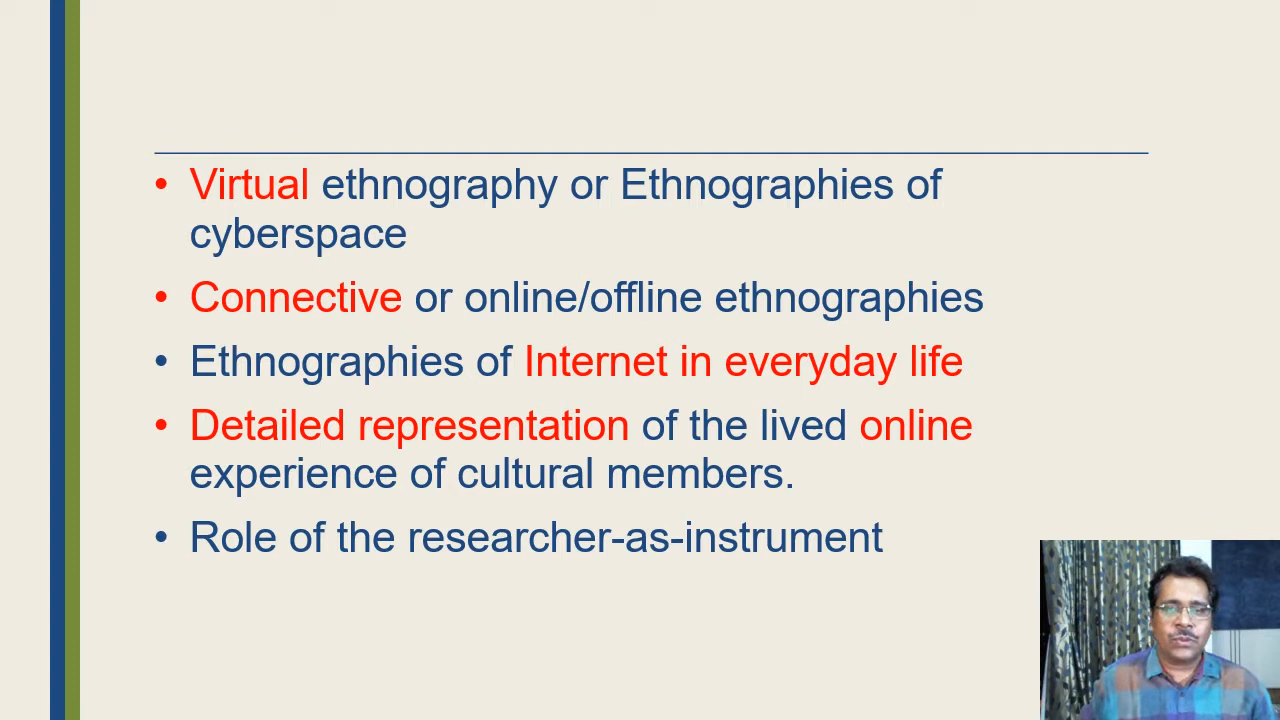 • Virtual ethnography or Ethnographies of
cyberspace
• Connective or online/offline ethnographies
• Ethnographies of Internet in everyday life
• Detailed representation of the lived online
experience of cultural members.
• Role of the researcher-as-instrument